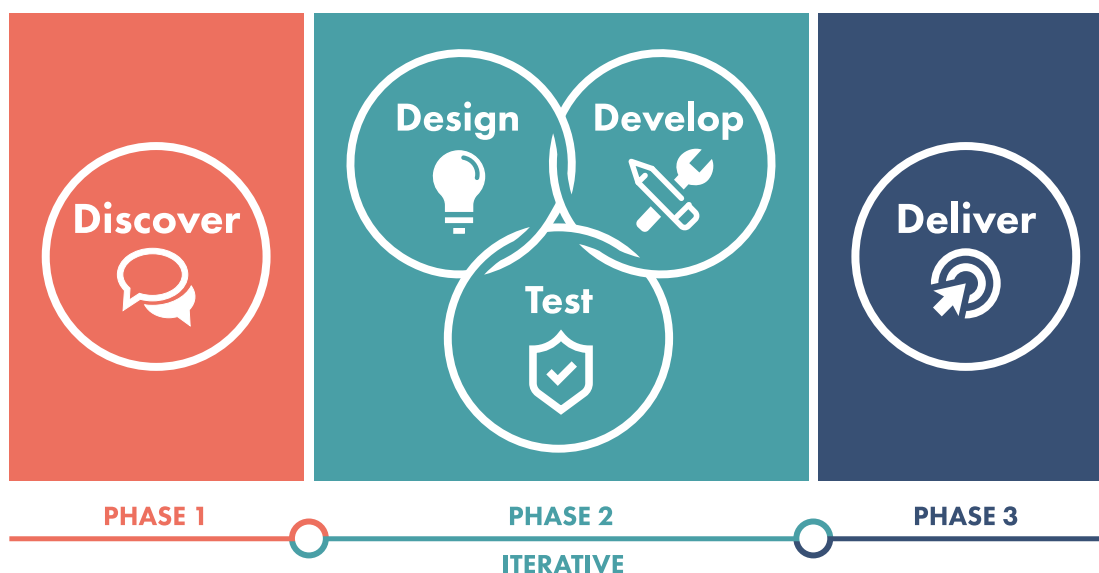 Discover
Design
Develop
Test
Deliver
PHASE 1
PHASE 2
ITERATIVE
PHASE 3